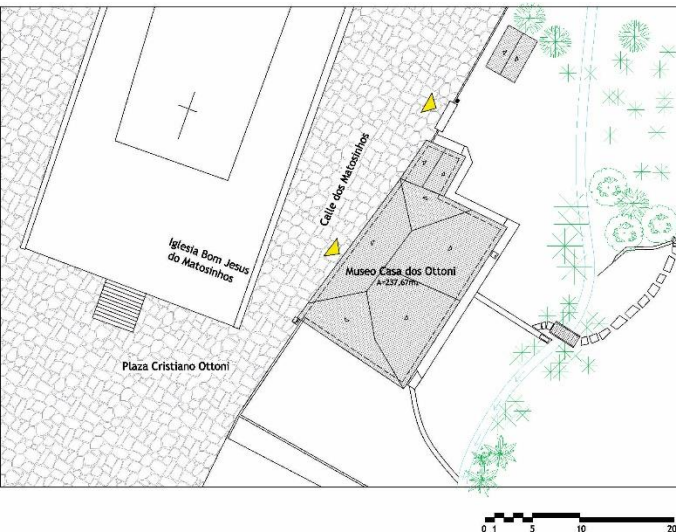 Calle dos Matosinhos
Iglesia Bom Jesus
do Matosinhos
Museo Casa dos Ottoni
A=237,67m²
Plaza Cristiano Ottoni
0 1 5 10 20